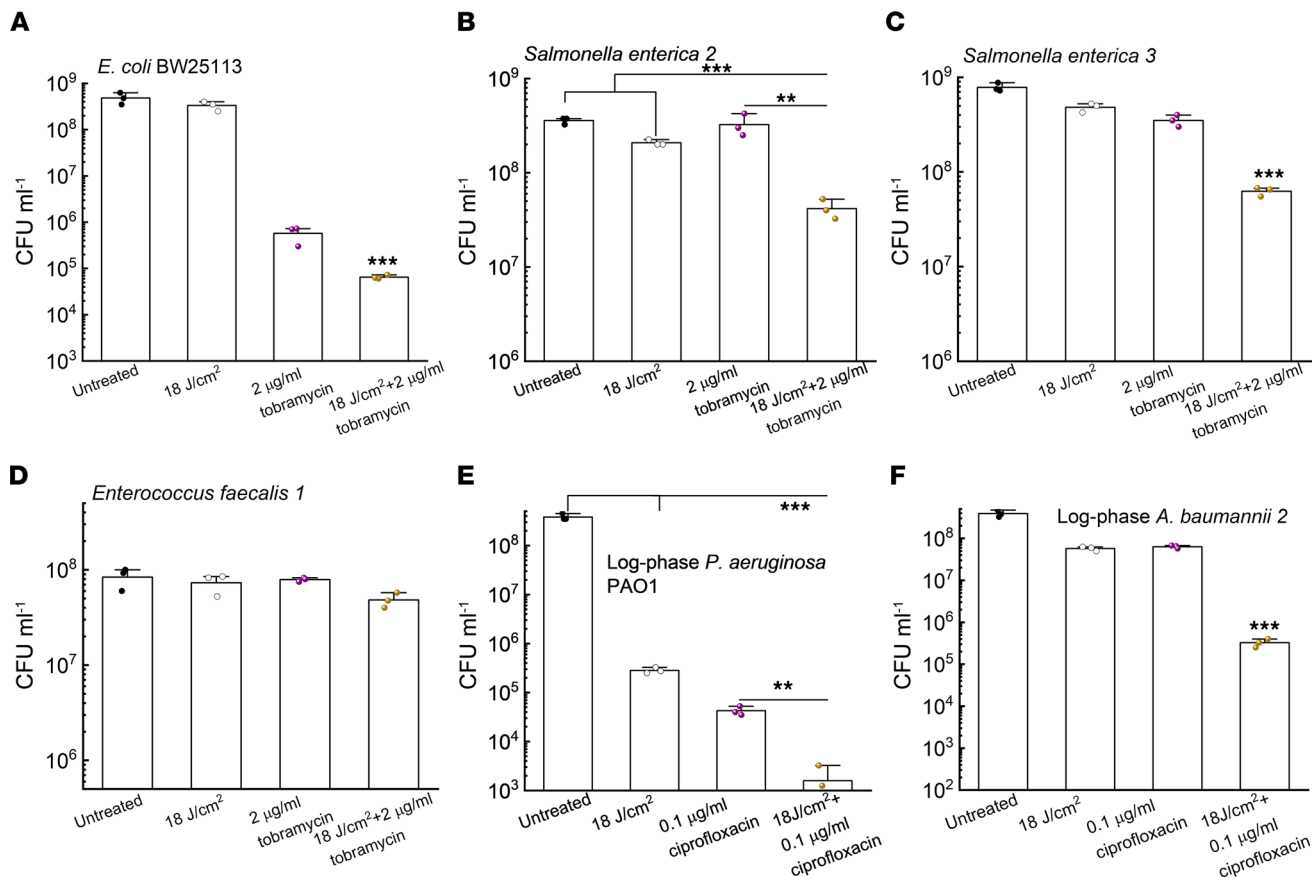 A
E. coli BW25113
CFU ml⁻¹
10⁹
10⁸
10⁷
10⁶
10⁵
10⁴
10³
***
Untreated
18 J/cm²
2 μg/ml
tobramycin
18 J/cm²+2 μg/ml
tobramycin
B
Salmonella enterica 2
CFU ml⁻¹
10⁹
10⁸
10⁷
10⁶
***
**
Untreated
18 J/cm²
2 μg/ml
tobramycin
18 J/cm²+2 μg/ml
tobramycin
C
Salmonella enterica 3
CFU ml⁻¹
10⁹
10⁸
10⁷
10⁶
***
Untreated
18 J/cm²
2 μg/ml
tobramycin
18 J/cm²+2 μg/ml
tobramycin
D
Enterococcus faecalis 1
CFU ml⁻¹
10⁸
10⁷
10⁶
Untreated
18 J/cm²
2 μg/ml
tobramycin
18 J/cm²+2 μg/ml
tobramycin
E
***
Log-phase P. aeruginosa
PAO1
CFU ml⁻¹
10⁸
10⁷
10⁶
10⁵
10⁴
10³
**
Untreated
18 J/cm²
0.1 μg/ml
ciprofloxacin
18J/cm²+
0.1 μg/ml
ciprofloxacin
F
Log-phase A. baumannii 2
CFU ml⁻¹
10⁸
10⁷
10⁶
10⁵
10⁴
10³
10²
***
Untreated
18 J/cm²
0.1 μg/ml
ciprofloxacin
18J/cm²+
0.1 μg/ml
ciprofloxacin